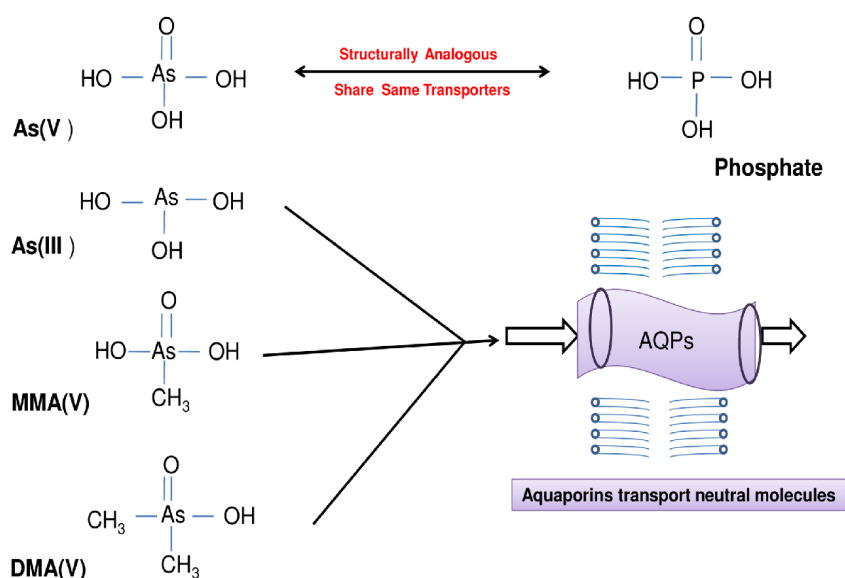 O
HO As OH
OH
As(V )
Structurally Analogous
Share Same Transporters
O
HO P OH
OH
Phosphate
HO As OH
OH
As(III )
O
HO As OH
CH3
MMA(V)
O
CH3 As OH
CH3
DMA(V)
AQPs
Aquaporins transport neutral molecules